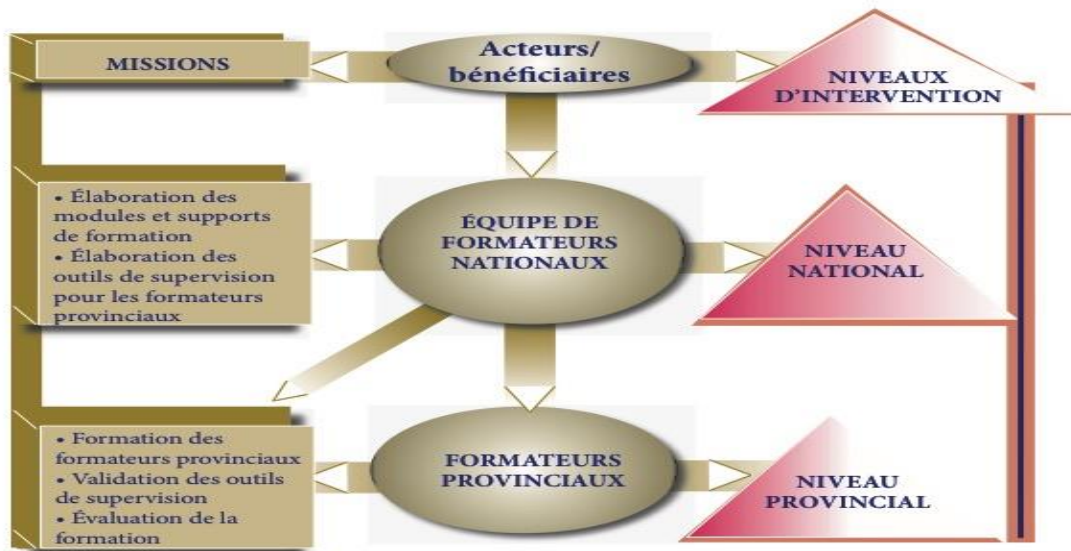 MISSIONS
Acteurs/
bénéficiaires
NIVEAUX
D’INTERVENTION
• Élaboration des
modules et supports
de formation
• Élaboration des
outils de supervision
pour les formateurs
provinciaux
ÉQUIPE DE
FORMATEURS
NATIONAUX
NIVEAU
NATIONAL
• Formation des
formateurs provinciaux
• Validation des outils
de supervision
• Évaluation de la
formation
FORMATEURS
PROVINCIAUX
NIVEAU
PROVINCIAL